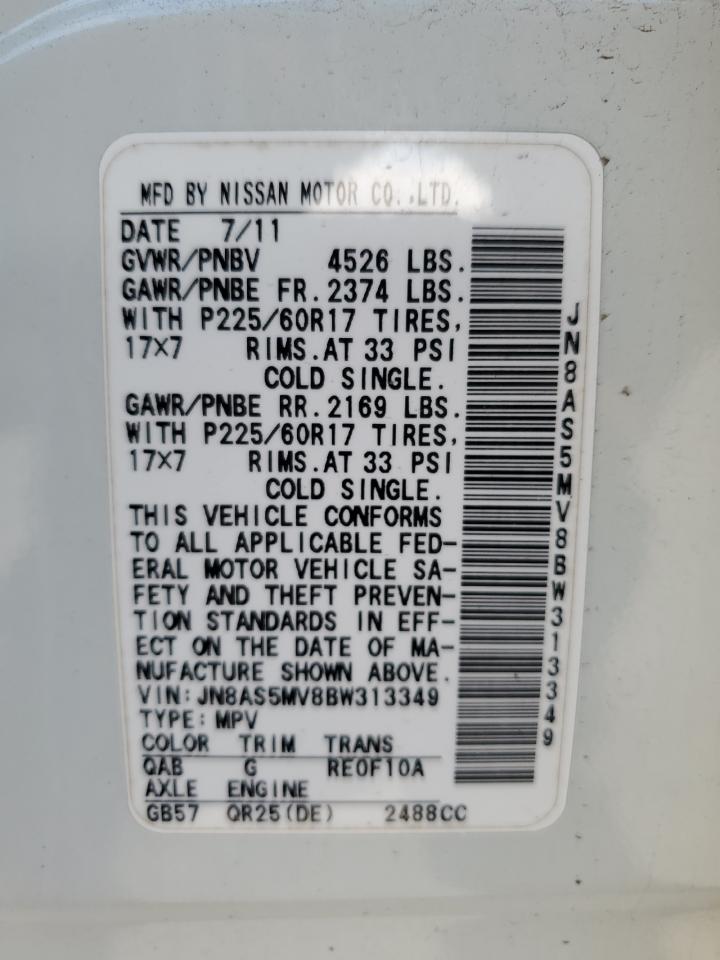 MFD BY NISSAN MOTOR CO.,LTD.
DATE 7/11
GVWR/PNBV 4526 LBS.
GAWR/PNBE FR.2374 LBS.
WITH P225/60R17 TIRES,
17×7 RIMS.AT 33 PSI
COLD SINGLE.
GAWR/PNBE RR.2169 LBS.
WITH P225/60R17 TIRES,
17×7 RIMS.AT 33 PSI
COLD SINGLE.
THIS VEHICLE CONFORMS
TO ALL APPLICABLE FED-
ERAL MOTOR VEHICLE SA-
FETY AND THEFT PREVEN-
TION STANDARDS IN EFF-
ECT ON THE DATE OF MA-
NUFACTURE SHOWN ABOVE.
VIN:JN8AS5MV8BW313349
TYPE:MPV
COLOR TRIM TRANS
QAB G RE0F10A
AXLE ENGINE
GB57 QR25(DE) 2488CC
JN8AS5MV8BW313349